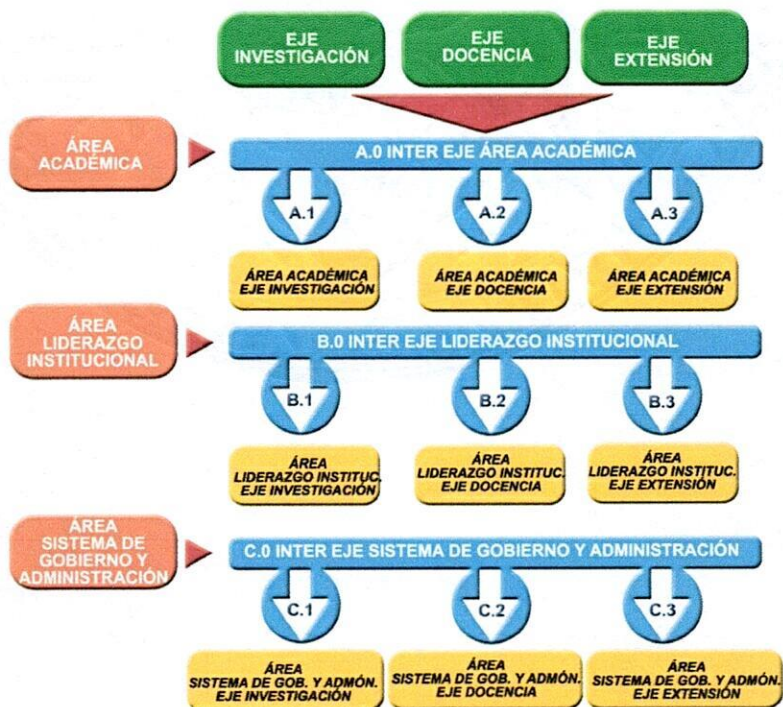 EJE
INVESTIGACIÓN
EJE
DOCENCIA
EJE
EXTENSIÓN
ÁREA
ACADÉMICA
A.0 INTER EJE ÁREA ACADÉMICA
A.1
A.2
A.3
ÁREA ACADÉMICA
EJE INVESTIGACIÓN
ÁREA ACADÉMICA
EJE DOCENCIA
ÁREA ACADÉMICA
EJE EXTENSIÓN
ÁREA
LIDERAZGO
INSTITUCIONAL
B.0 INTER EJE LIDERAZGO INSTITUCIONAL
B.1
B.2
B.3
ÁREA
LIDERAZGO INSTITUC.
EJE INVESTIGACIÓN
ÁREA
LIDERAZGO INSTITUC.
EJE DOCENCIA
ÁREA
LIDERAZGO INSTITUC.
EJE EXTENSIÓN
ÁREA
SISTEMA DE
GOBIERNO Y
ADMINISTRACIÓN
C.0 INTER EJE SISTEMA DE GOBIERNO Y ADMINISTRACIÓN
C.1
C.2
C.3
ÁREA
SISTEMA DE GOB. Y ADMÓN.
EJE INVESTIGACIÓN
ÁREA
SISTEMA DE GOB. Y ADMÓN.
EJE DOCENCIA
ÁREA
SISTEMA DE GOB. Y ADMÓN.
EJE EXTENSIÓN